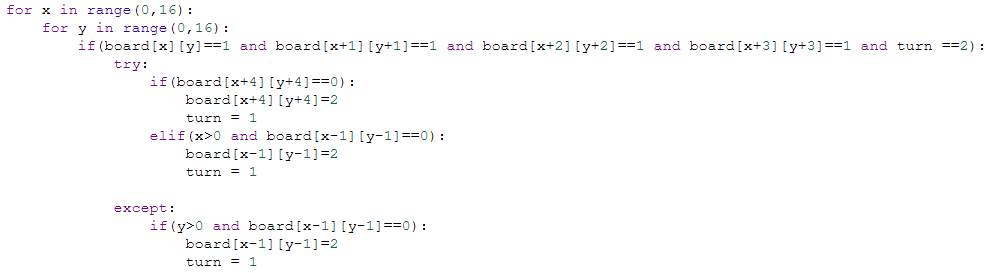 for x in range(0,16):
    for y in range(0,16):
        if(board[x][y]==1 and board[x+1][y+1]==1 and board[x+2][y+2]==1 and board[x+3][y+3]==1 and turn ==2):
            try:
                if(board[x+4][y+4]==0):
                    board[x+4][y+4]=2
                    turn = 1
                elif(x>0 and board[x-1][y-1]==0):
                    board[x-1][y-1]=2
                    turn = 1

            except:
                if(y>0 and board[x-1][y-1]==0):
                    board[x-1][y-1]=2
                    turn = 1